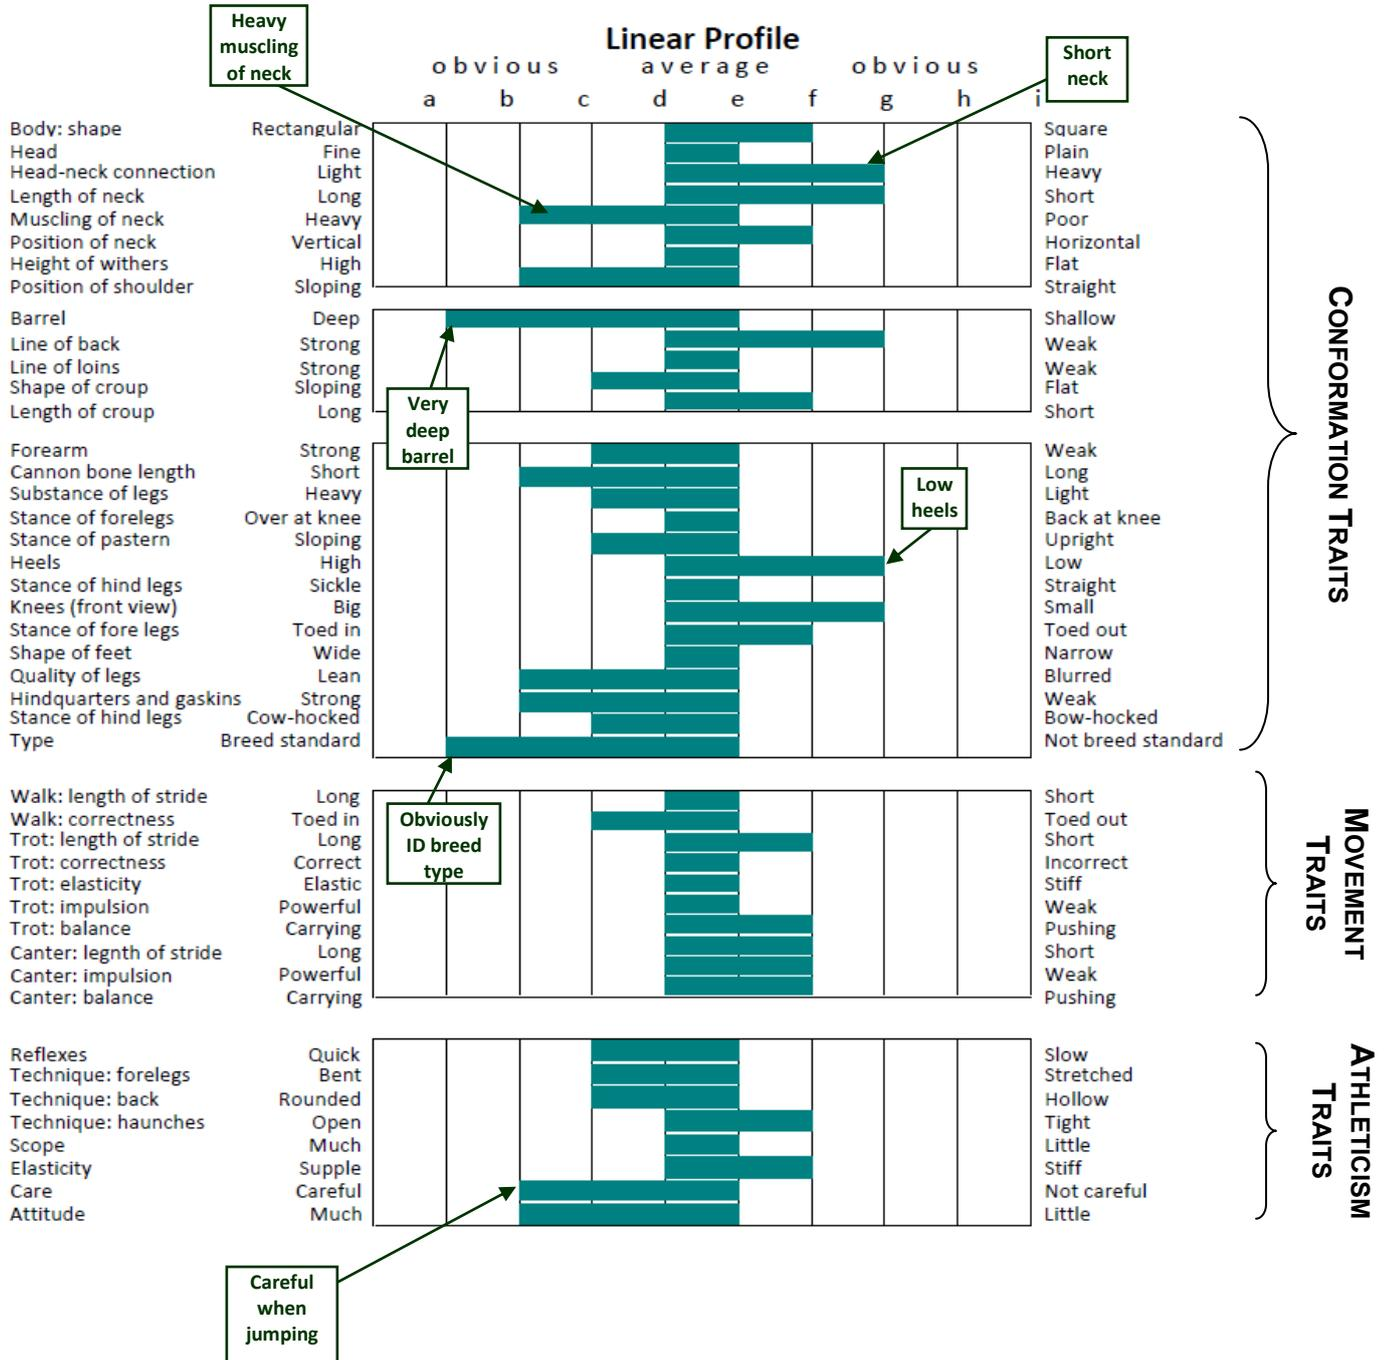 Heavy
muscling
of neck
Linear Profile
obvious average obvious
Short
neck
a b c d e f g h i
Body: shape Rectangular Square
Head Fine Plain
Head-neck connection Light Heavy
Length of neck Long Short
Muscling of neck Heavy Poor
Position of neck Vertical Horizontal
Height of withers High Flat
Position of shoulder Sloping Straight
Barrel Deep Shallow
Line of back Strong Weak
Line of loins Strong Weak
Shape of croup Sloping Flat
Length of croup Long Short
Very
deep
barrel
Forearm Strong Weak
Cannon bone length Short Long
Substance of legs Heavy Light
Stance of forelegs Over at knee Back at knee
Stance of pastern Sloping Upright
Heels High Low
Stance of hind legs Sickle Straight
Knees (front view) Big Small
Stance of fore legs Toed in Toed out
Shape of feet Wide Narrow
Quality of legs Lean Blurred
Hindquarters and gaskins Strong Weak
Stance of hind legs Cow-hocked Bow-hocked
Type Breed standard Not breed standard
Low
heels
CONFORMATION TRAITS
Walk: length of stride Long Short
Walk: correctness Toed in Toed out
Trot: length of stride Long Short
Trot: correctness Correct Incorrect
Trot: elasticity Elastic Stiff
Trot: impulsion Powerful Weak
Trot: balance Carrying Pushing
Canter: legnth of stride Long Short
Canter: impulsion Powerful Weak
Canter: balance Carrying Pushing
Obviously
ID breed
type
MOVEMENT
TRAITS
Reflexes Quick Slow
Technique: forelegs Bent Stretched
Technique: back Rounded Hollow
Technique: haunches Open Tight
Scope Much Little
Elasticity Supple Stiff
Care Careful Not careful
Attitude Much Little
ATHLETICISM
TRAITS
Careful
when
jumping